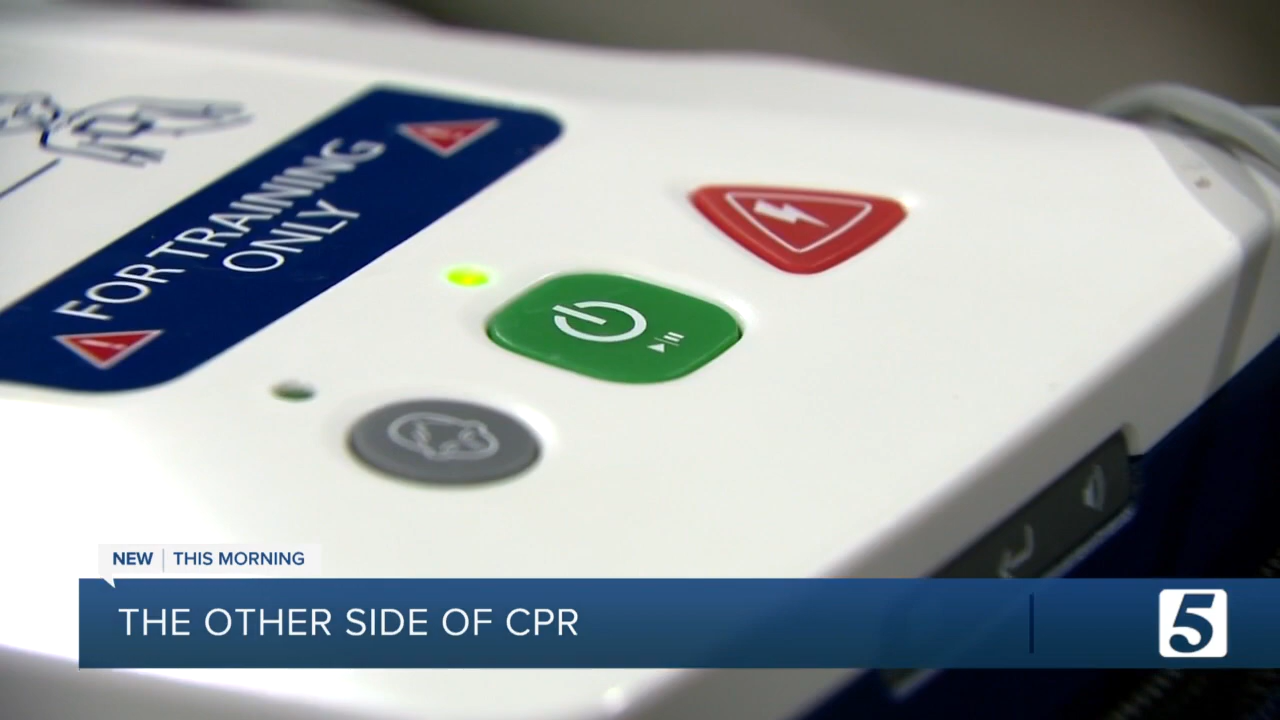 FOR TRAINING
ONLY
NEW | THIS MORNING
THE OTHER SIDE OF CPR
5